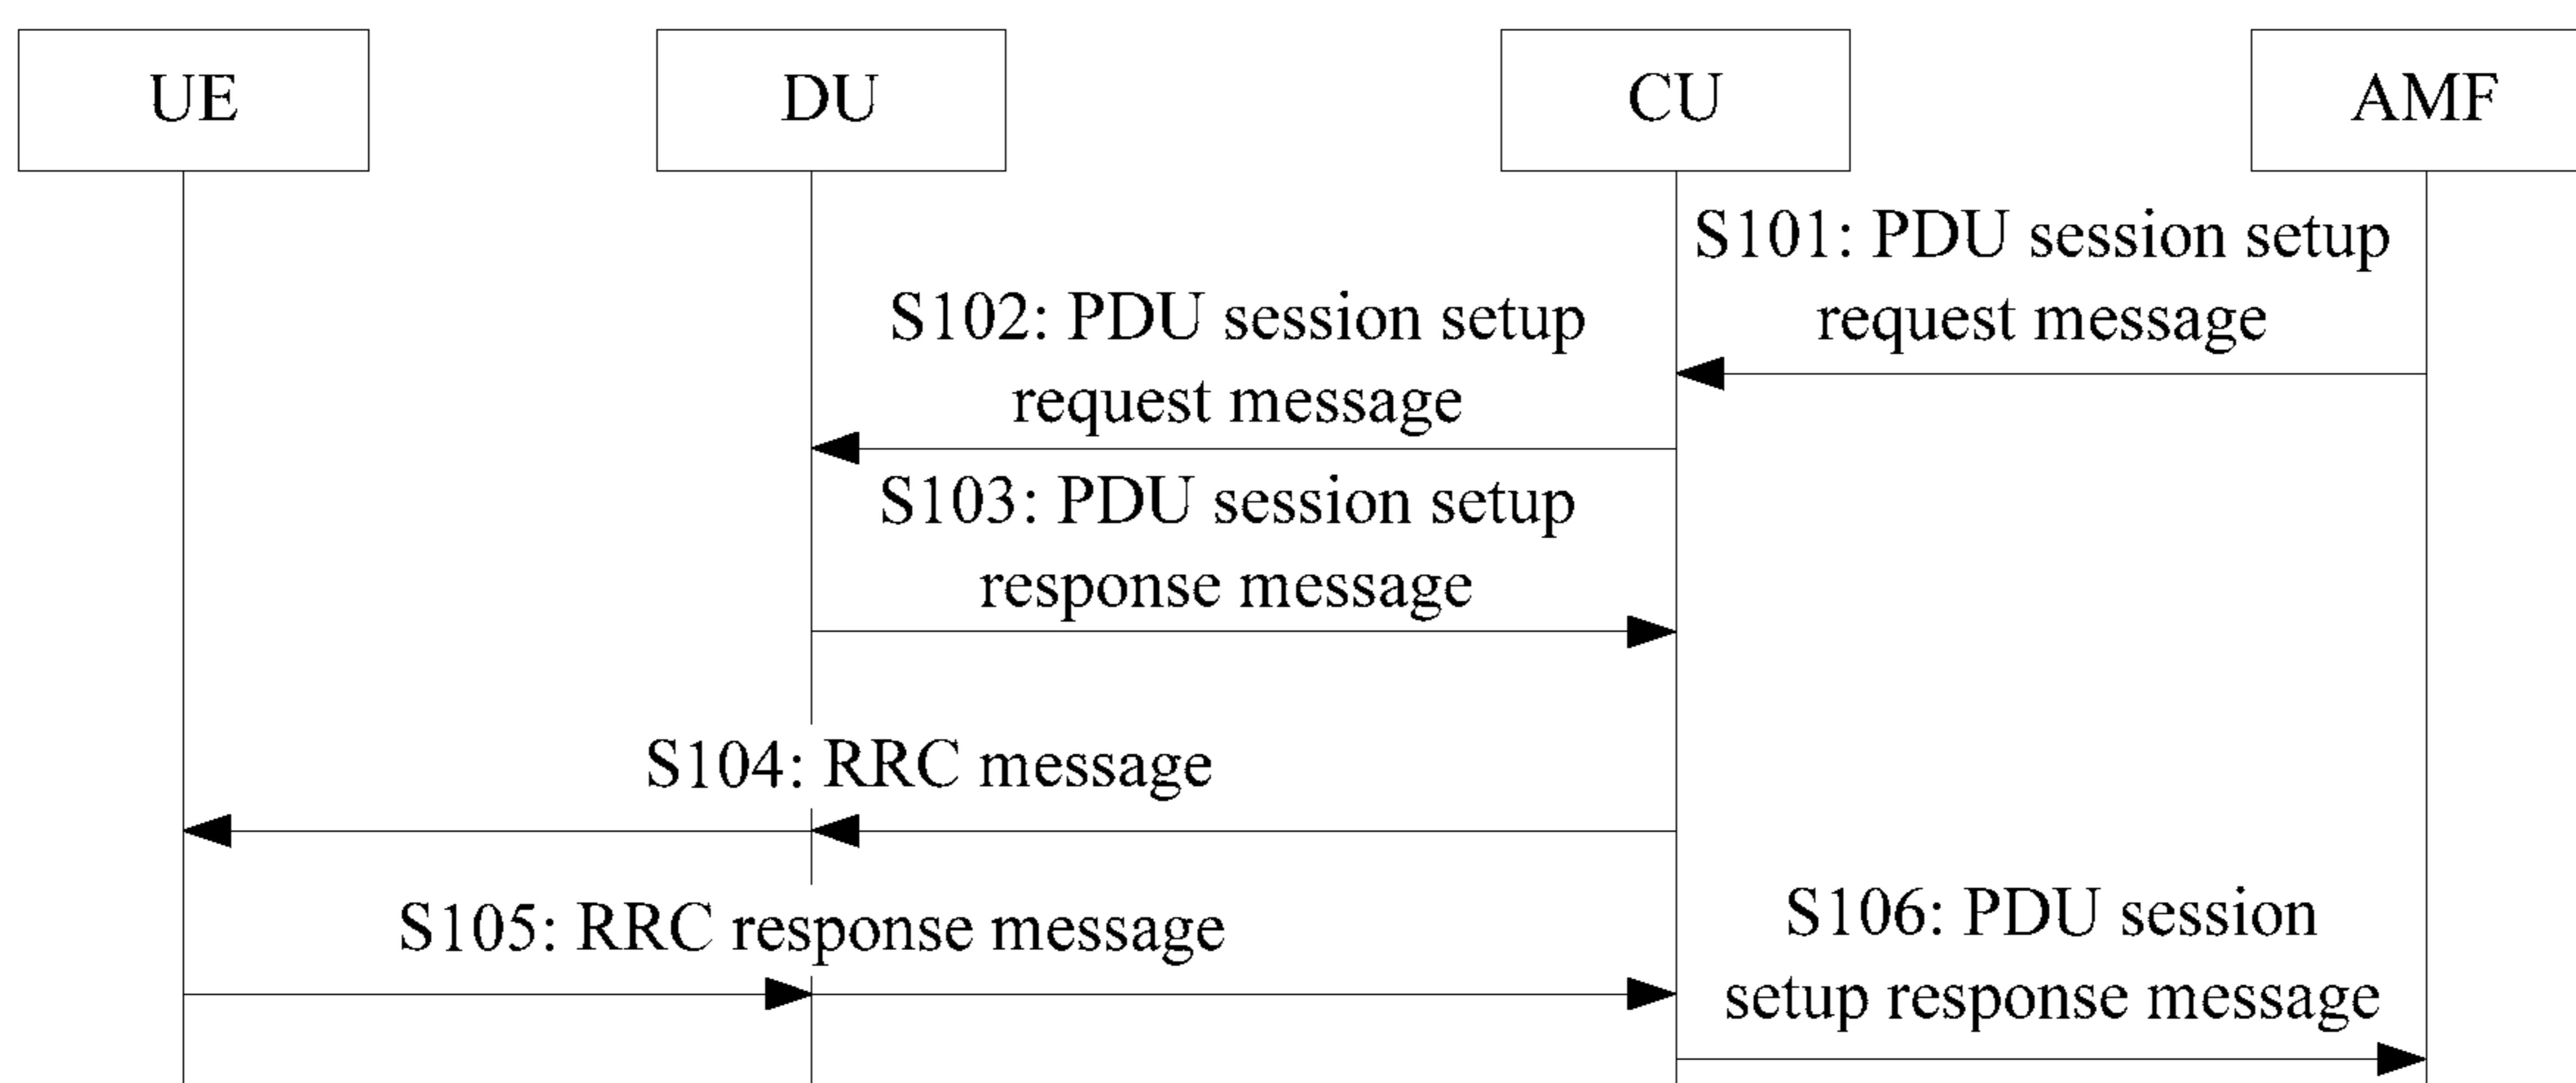 UE
DU
CU
AMF
S101: PDU session setup
request message
S102: PDU session setup
request message
S103: PDU session setup
response message
S104: RRC message
S105: RRC response message
S106: PDU session
setup response message